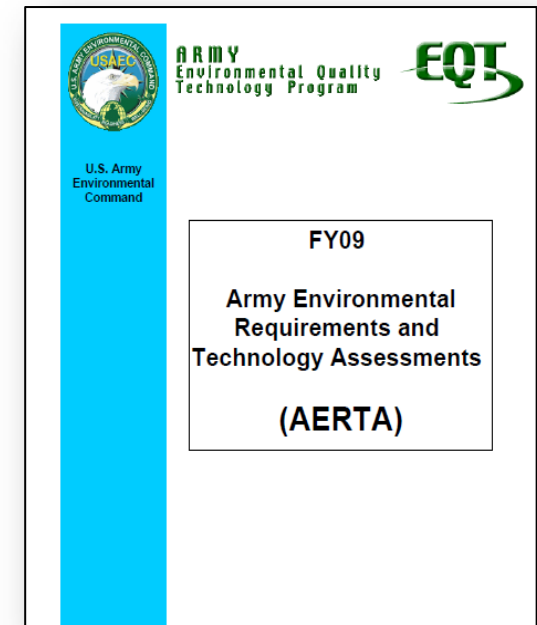 U.S. ARMY ENVIRONMENTAL COMMAND
USAEC
ARMY
Environmental Quality
Technology Program
EQT
U.S. Army
Environmental
Command
FY09
Army Environmental
Requirements and
Technology Assessments
(AERTA)